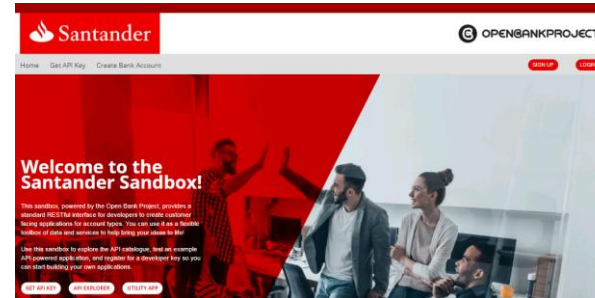 Santander
OPENBANKPROJECT
Home Get API Key Create Bank Account
SIGN UP LOGIN
Welcome to the
Santander Sandbox!
This sandbox, powered by the Open Bank Project, provides a
standard RESTful interface for developers to create customer
facing applications for account types. You can use it as a flexible
toolbox of data and services to help bring your ideas to life!
Use this sandbox to explore the API catalogue, test an example
API-powered application, and register for a developer key so you
can start building your own applications.
GET API KEY API EXPLORER UTILITY APP